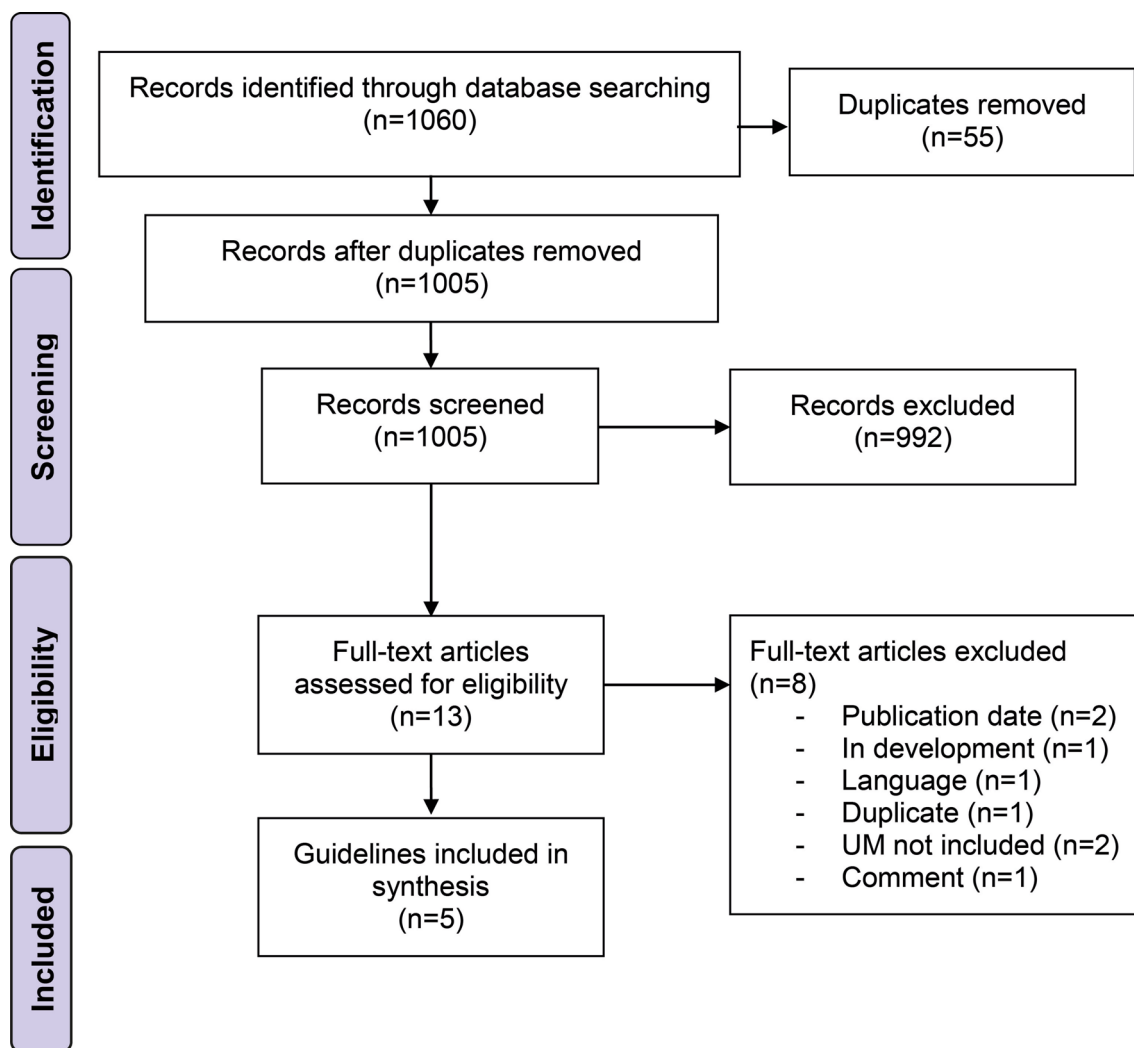 Identification
Records identified through database searching
(n=1060)
Duplicates removed
(n=55)
Records after duplicates removed
(n=1005)
Screening
Records screened
(n=1005)
Records excluded
(n=992)
Eligibility
Full-text articles
assessed for eligibility
(n=13)
Full-text articles excluded
(n=8)
- Publication date (n=2)
- In development (n=1)
- Language (n=1)
- Duplicate (n=1)
- UM not included (n=2)
- Comment (n=1)
Included
Guidelines included in
synthesis
(n=5)